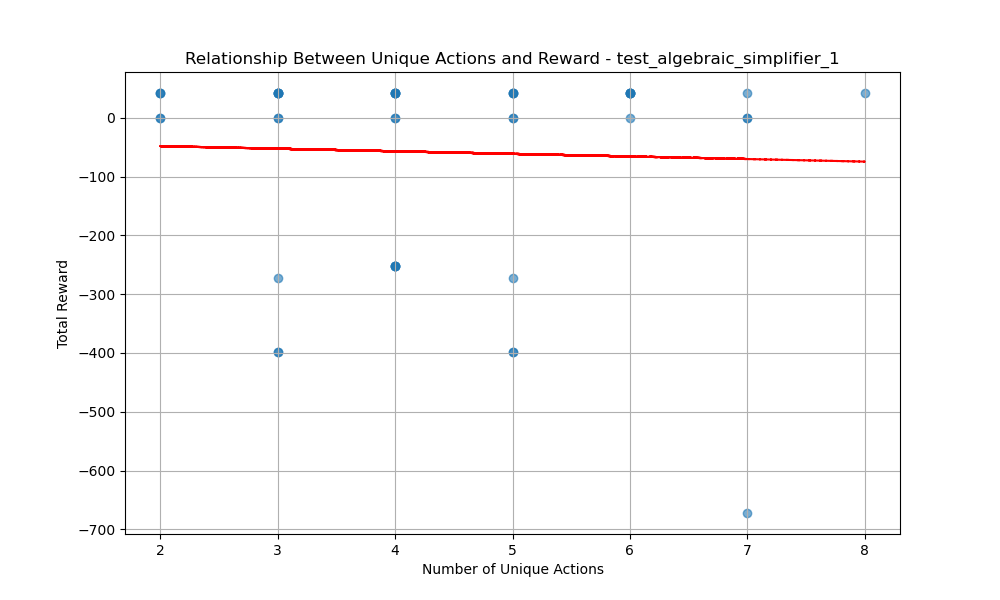 Relationship Between Unique Actions and Reward - test_algebraic_simplifier_1
0
−100
−200
−300
−400
−500
−600
−700
Total Reward
2 3 4 5 6 7 8
Number of Unique Actions